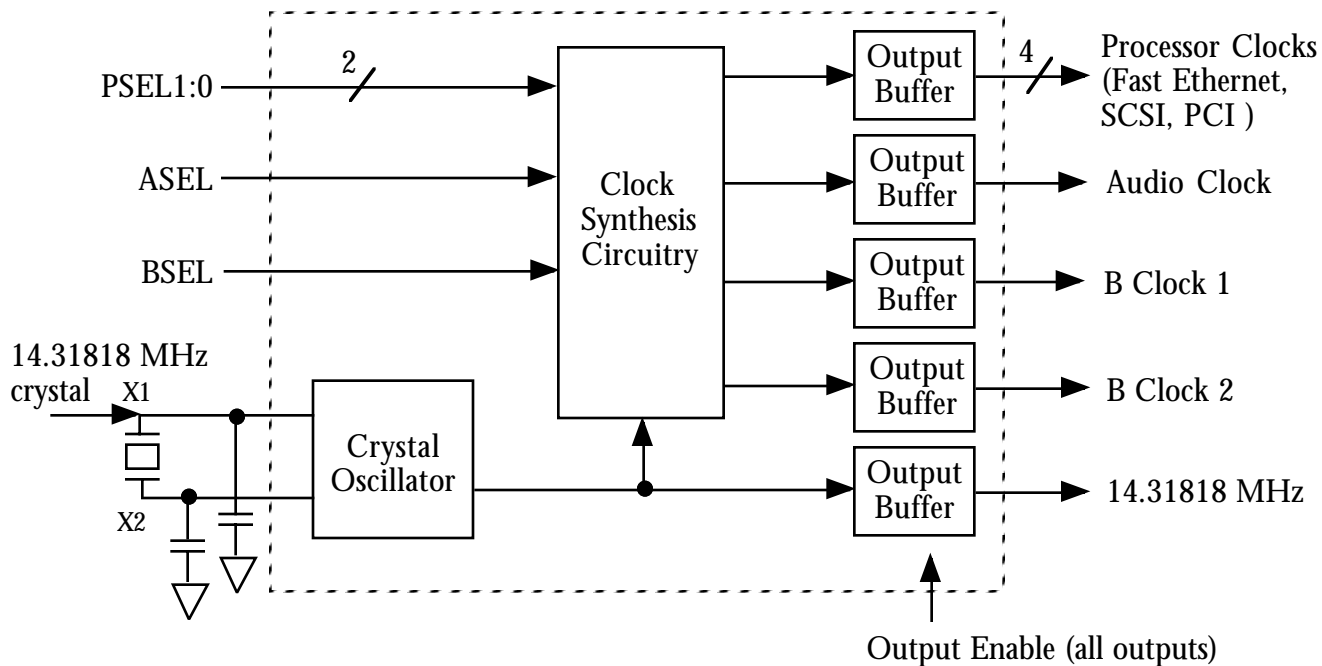 PSEL1:0
2
ASEL
BSEL
14.31818 MHz
crystal
X1
X2
Crystal
Oscillator
Clock
Synthesis
Circuitry
Output
Buffer
4
Processor Clocks
(Fast Ethernet,
SCSI, PCI )
Output
Buffer
Audio Clock
Output
Buffer
B Clock 1
Output
Buffer
B Clock 2
Output
Buffer
14.31818 MHz
Output Enable (all outputs)